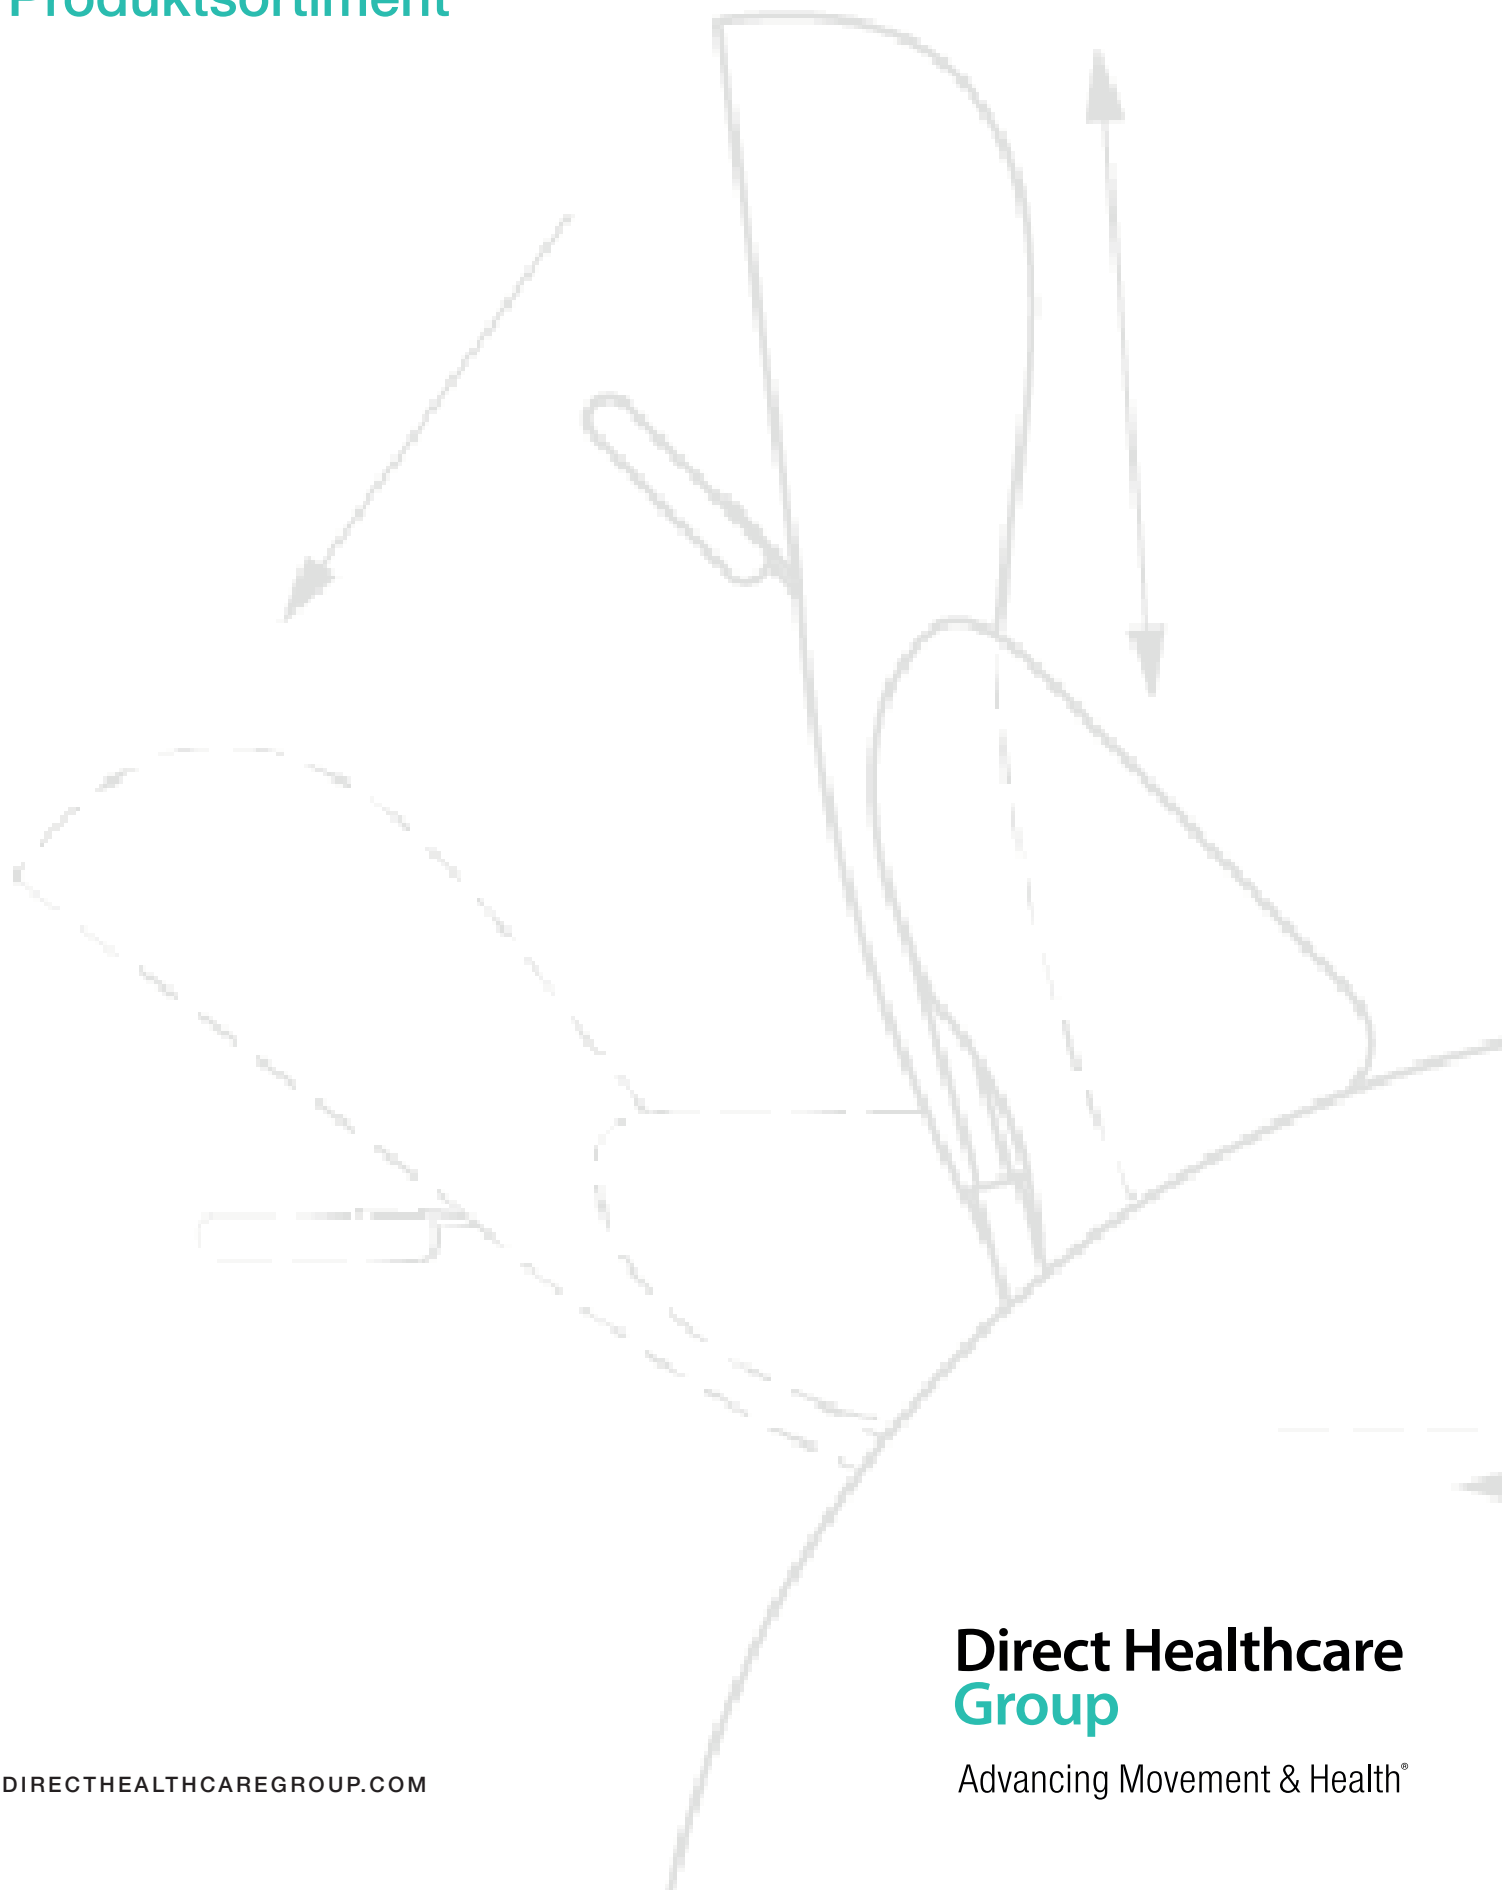 Produktsortiment
Direct Healthcare
Group
Advancing Movement & Health®
DIRECTHEALTHCAREGROUP.COM